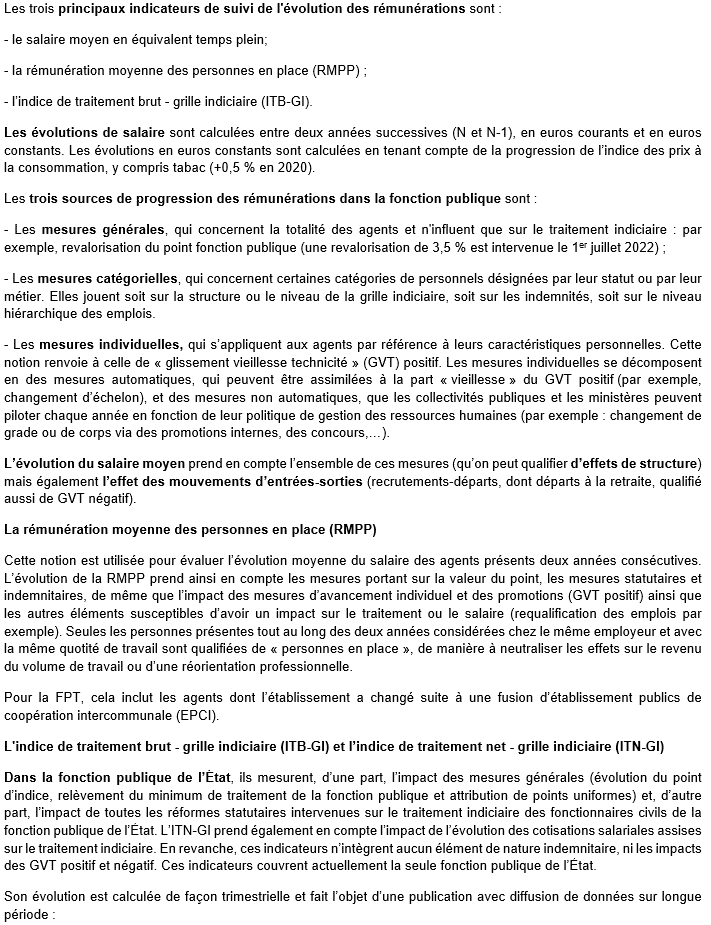 Les trois principaux indicateurs de suivi de l'évolution des rémunérations sont :
- le salaire moyen en équivalent temps plein;
- la rémunération moyenne des personnes en place (RMPP) ;
- l'indice de traitement brut - grille indiciaire (ITB-GI).
Les évolutions de salaire sont calculées entre deux années successives (N et N-1), en euros courants et en euros
constants. Les évolutions en euros constants sont calculées en tenant compte de la progression de l'indice des prix à
la consommation, y compris tabac (+0,5 % en 2020).
Les trois sources de progression des rémunérations dans la fonction publique sont :
- Les mesures générales, qui concernent la totalité des agents et n'influent que sur le traitement indiciaire : par
exemple, revalorisation du point fonction publique (une revalorisation de 3,5 % est intervenue le 1er juillet 2022) ;
- Les mesures catégorielles, qui concernent certaines catégories de personnels désignées par leur statut ou par leur
métier. Elles jouent soit sur la structure ou le niveau de la grille indiciaire, soit sur les indemnités, soit sur le niveau
hiérarchique des emplois.
- Les mesures individuelles, qui s'appliquent aux agents par référence à leurs caractéristiques personnelles. Cette
notion renvoie à celle de « glissement vieillesse technicité » (GVT) positif. Les mesures individuelles se décomposent
en des mesures automatiques, qui peuvent être assimilées à la part « vieillesse » du GVT positif (par exemple,
changement d'échelon), et des mesures non automatiques, que les collectivités publiques et les ministères peuvent
piloter chaque année en fonction de leur politique de gestion des ressources humaines (par exemple : changement de
grade ou de corps via des promotions internes, des concours,…).
L'évolution du salaire moyen prend en compte l'ensemble de ces mesures (qu'on peut qualifier d'effets de structure)
mais également l'effet des mouvements d'entrées-sorties (recrutements-départs, dont départs à la retraite, qualifié
aussi de GVT négatif).
La rémunération moyenne des personnes en place (RMPP)
Cette notion est utilisée pour évaluer l'évolution moyenne du salaire des agents présents deux années consécutives.
L'évolution de la RMPP prend ainsi en compte les mesures portant sur la valeur du point, les mesures statutaires et
indemnitaires, de même que l'impact des mesures d'avancement individuel et des promotions (GVT positif) ainsi que
les autres éléments susceptibles d'avoir un impact sur le traitement ou le salaire (requalification des emplois par
exemple). Seules les personnes présentes tout au long des deux années considérées chez le même employeur et avec
la même quotité de travail sont qualifiées de « personnes en place », de manière à neutraliser les effets sur le revenu
du volume de travail ou d'une réorientation professionnelle.
Pour la FPT, cela inclut les agents dont l'établissement a changé suite à une fusion d'établissement publics de
coopération intercommunale (EPCI).
L'indice de traitement brut - grille indiciaire (ITB-GI) et l'indice de traitement net - grille indiciaire (ITN-GI)
Dans la fonction publique de l'État, ils mesurent, d'une part, l'impact des mesures générales (évolution du point
d'indice, relèvement du minimum de traitement de la fonction publique et attribution de points uniformes) et, d'autre
part, l'impact de toutes les réformes statutaires intervenues sur le traitement indiciaire des fonctionnaires civils de la
fonction publique de l'État. L'ITN-GI prend également en compte l'impact de l'évolution des cotisations salariales assises
sur le traitement indiciaire. En revanche, ces indicateurs n'intègrent aucun élément de nature indemnitaire, ni les impacts
des GVT positif et négatif. Ces indicateurs couvrent actuellement la seule fonction publique de l'État.
Son évolution est calculée de façon trimestrielle et fait l'objet d'une publication avec diffusion de données sur longue
période :